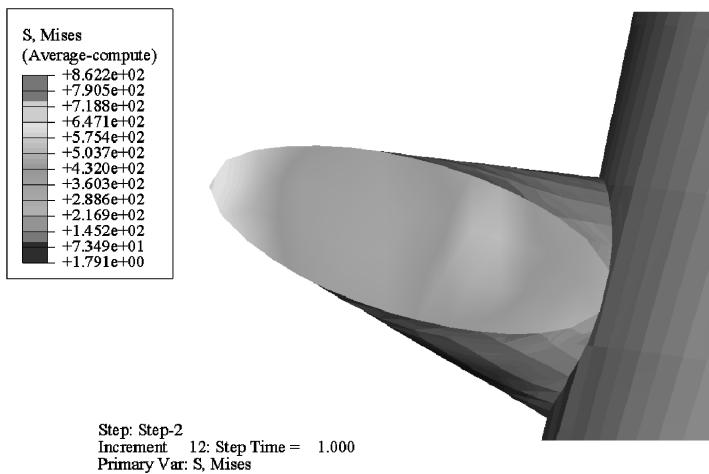 S, Mises
(Average-compute)
+8.622e+02
+7.905e+02
+7.188e+02
+6.471e+02
+5.754e+02
+5.037e+02
+4.320e+02
+3.603e+02
+2.886e+02
+2.169e+02
+1.452e+02
+7.349e+01
+1.791e+00
Step: Step-2
Increment 12: Step Time = 1.000
Primary Var: S, Mises